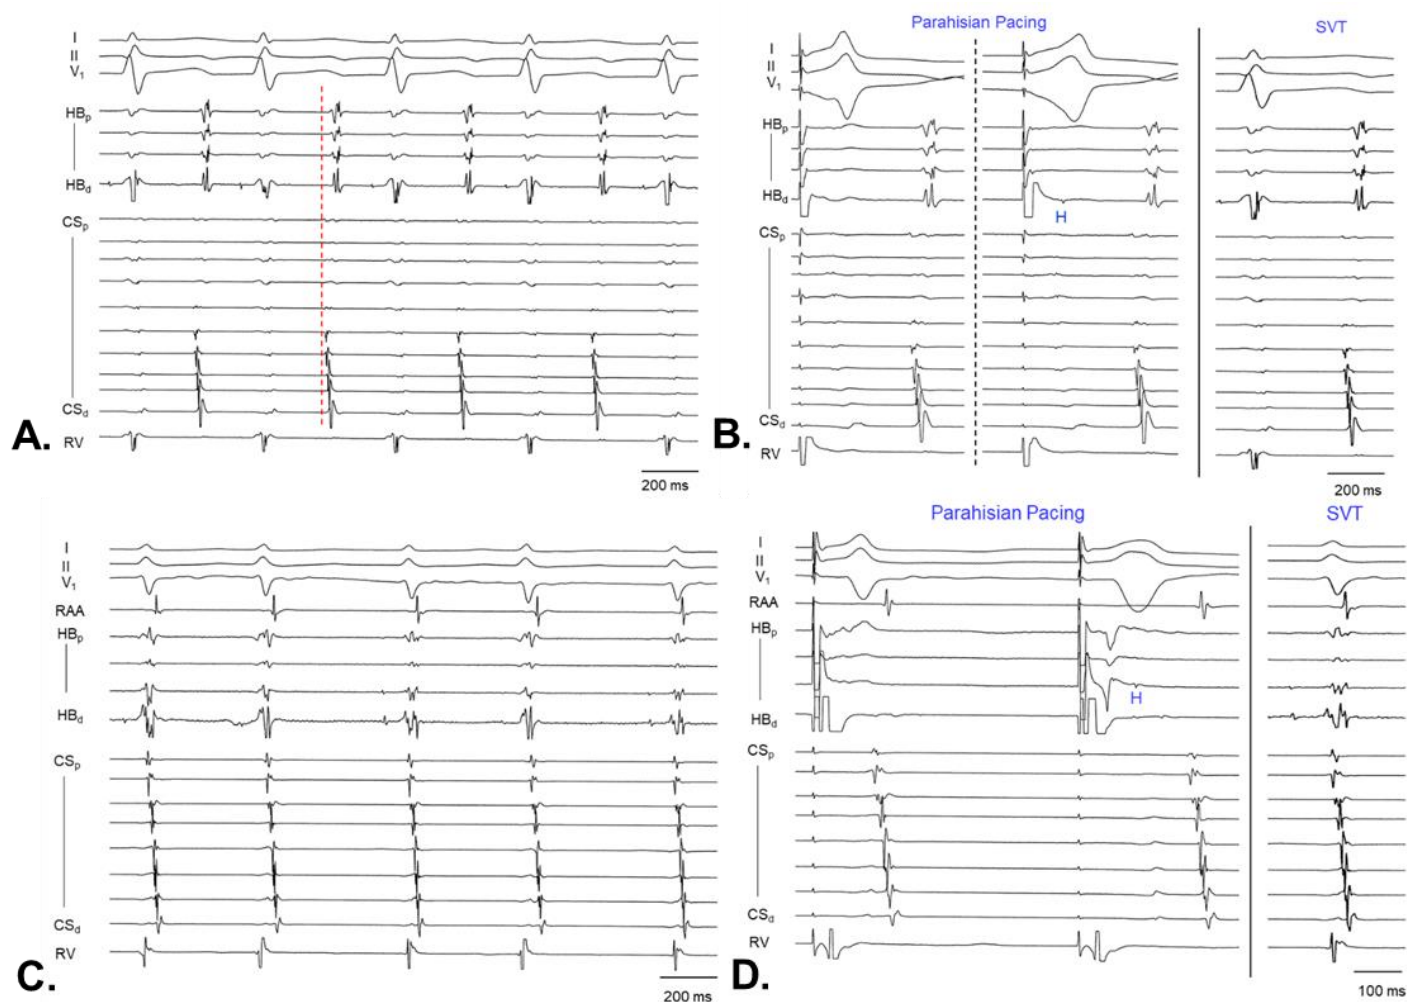 I
II
V1
HBp
HBd
CSp
CSd
RV
A.
200 ms
Parahisian Pacing
SVT
I
II
V1
HBp
HBd
H
CSp
CSd
RV
B.
200 ms
I
II
V1
RAA
HBp
HBd
CSp
CSd
RV
C.
200 ms
Parahisian Pacing
SVT
I
II
V1
RAA
HBp
H
HBd
CSp
CSd
RV
D.
100 ms